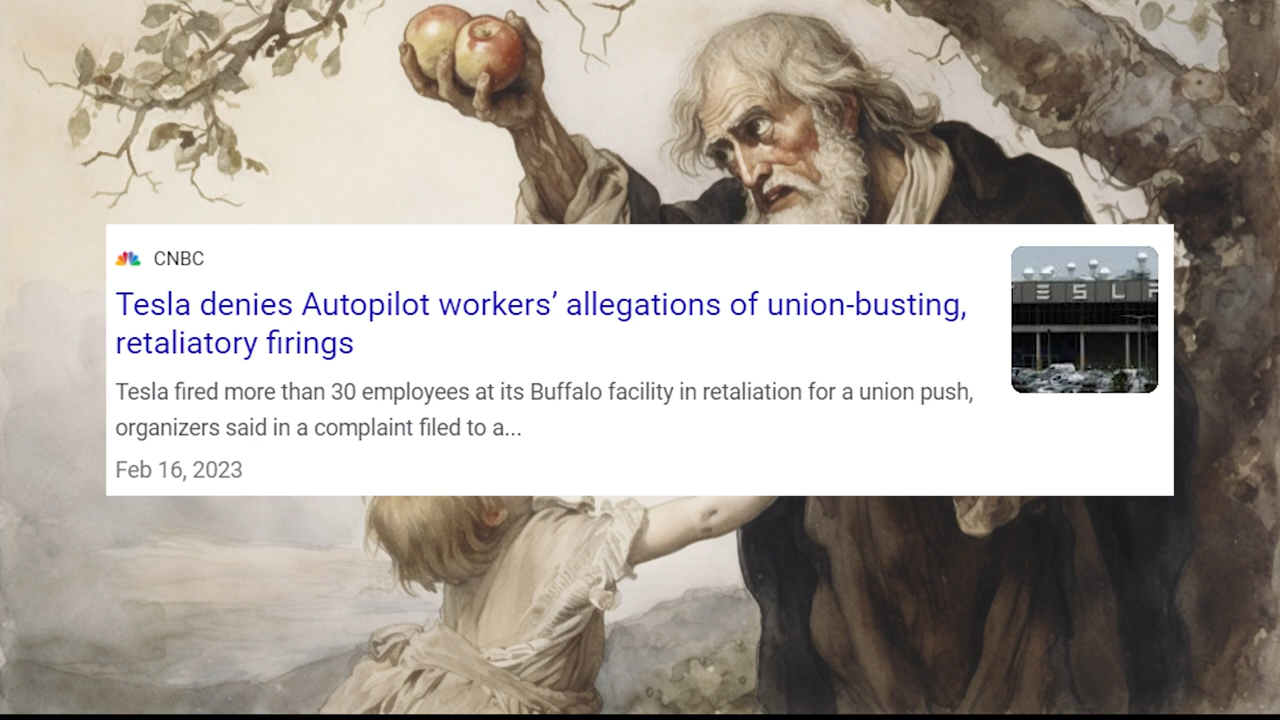 CNBC
Tesla denies Autopilot workers’ allegations of union-busting,
retaliatory firings
Tesla fired more than 30 employees at its Buffalo facility in retaliation for a union push,
organizers said in a complaint filed to a...
Feb 16, 2023